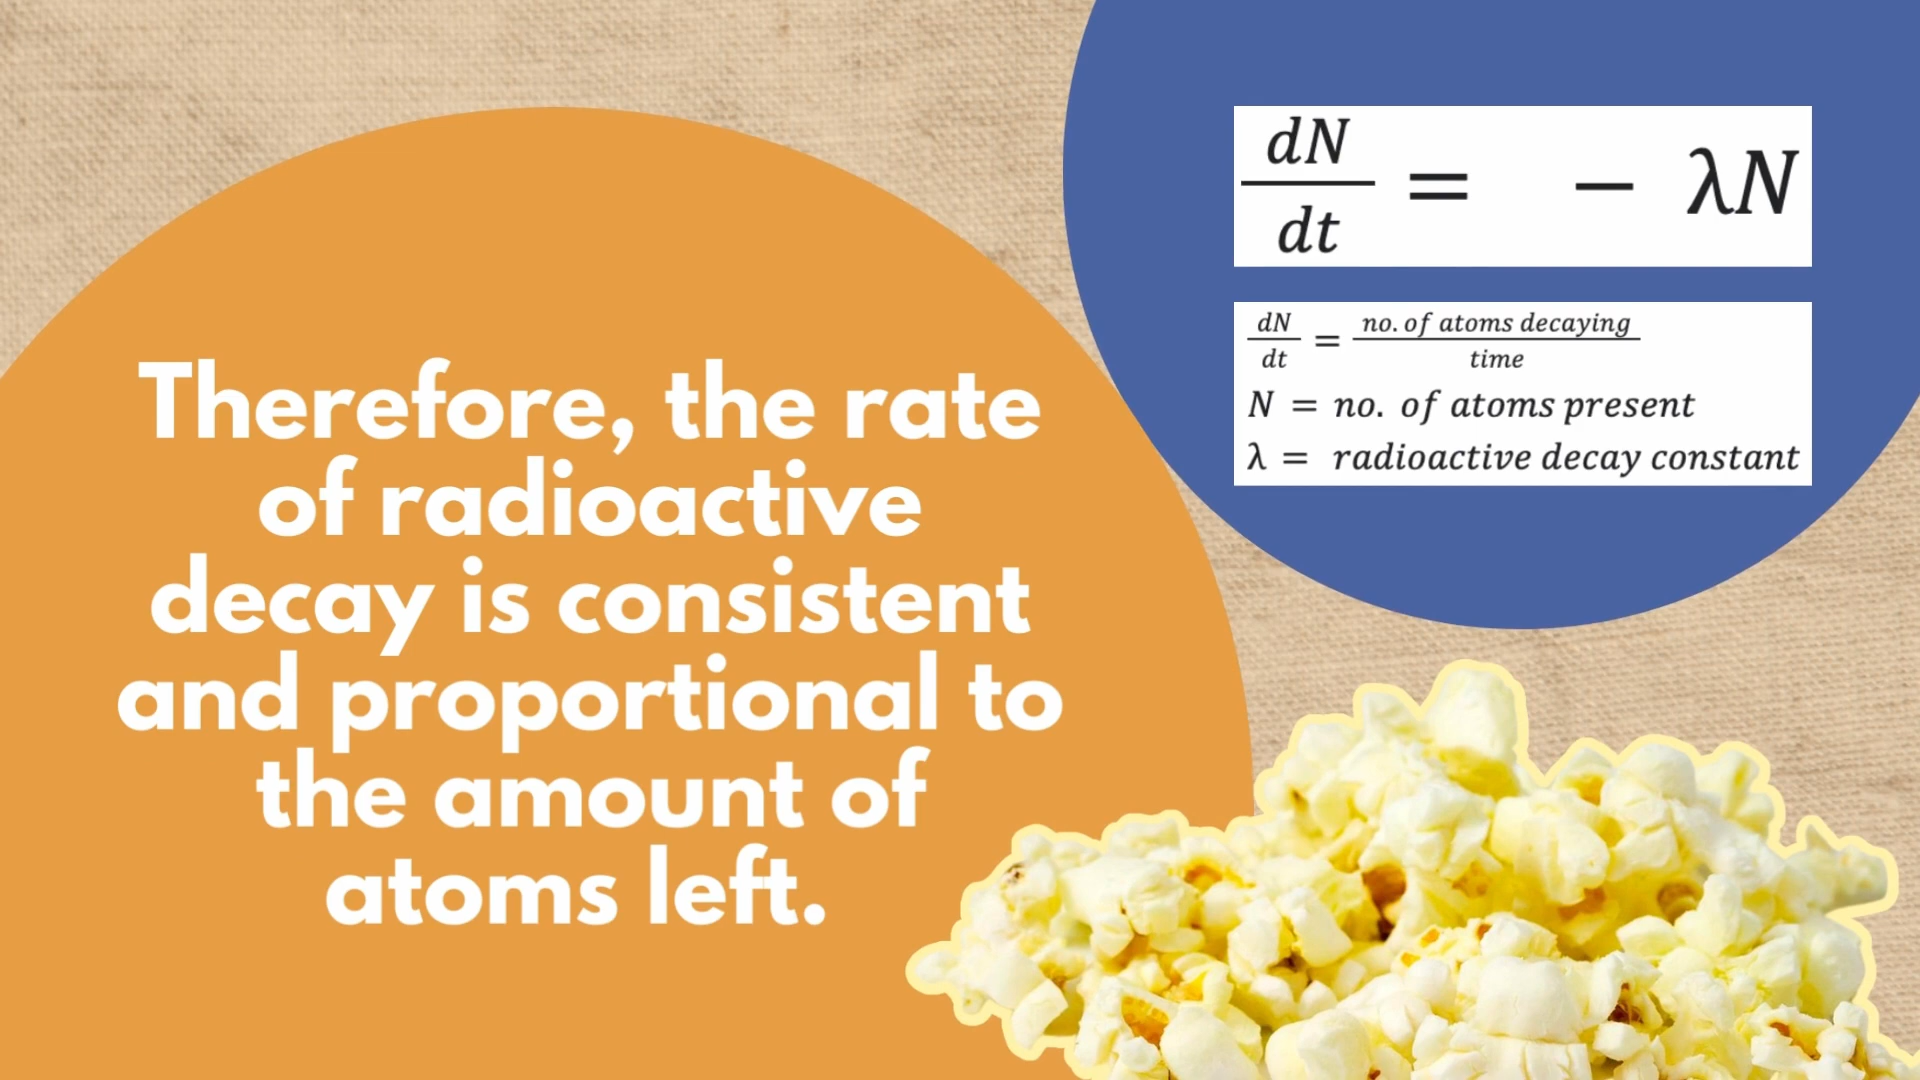 Therefore, the rate
of radioactive
decay is consistent
and proportional to
the amount of
atoms left.
dN/dt = − λN
dN/dt = no. of atoms decaying/time
N = no. of atoms present
λ = radioactive decay constant